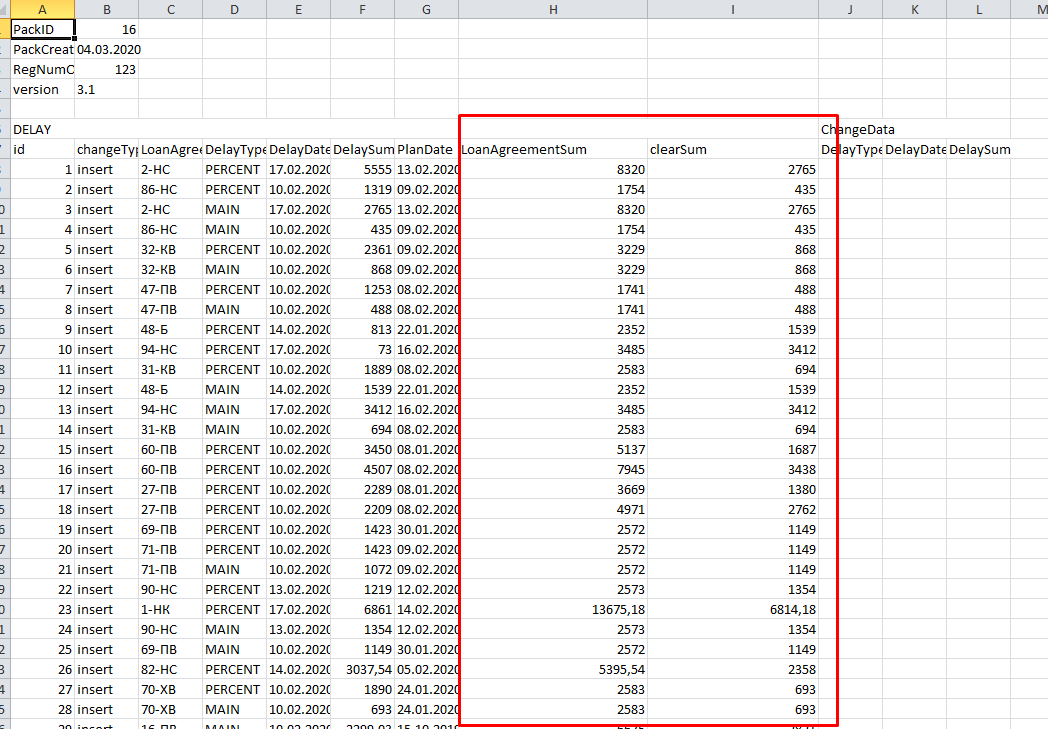 A B C D E F G H I J K L M
PackID 16
PackCreat 04.03.2020
RegNumO 123
version 3.1
DELAY ChangeData
id changeTyp LoanAgree DelayType DelayDate DelaySum PlanDate LoanAgreementSum clearSum DelayType DelayDate DelaySum
1 insert 2-НС PERCENT 17.02.2020 5555 13.02.2020 8320 2765
2 insert 86-НС PERCENT 10.02.2020 1319 09.02.2020 1754 435
3 insert 2-НС MAIN 17.02.2020 2765 13.02.2020 8320 2765
4 insert 86-НС MAIN 10.02.2020 435 09.02.2020 1754 435
5 insert 32-КВ PERCENT 10.02.2020 2361 09.02.2020 3229 868
6 insert 32-КВ MAIN 10.02.2020 868 09.02.2020 3229 868
7 insert 47-ПВ PERCENT 10.02.2020 1253 08.02.2020 1741 488
8 insert 47-ПВ MAIN 10.02.2020 488 08.02.2020 1741 488
9 insert 48-Б PERCENT 14.02.2020 813 22.01.2020 2352 1539
10 insert 94-НС PERCENT 17.02.2020 73 16.02.2020 3485 3412
11 insert 31-КВ PERCENT 10.02.2020 1889 08.02.2020 2583 694
12 insert 48-Б MAIN 14.02.2020 1539 22.01.2020 2352 1539
13 insert 94-НС MAIN 17.02.2020 3412 16.02.2020 3485 3412
14 insert 31-КВ MAIN 10.02.2020 694 08.02.2020 2583 694
15 insert 60-ПВ PERCENT 10.02.2020 3450 08.01.2020 5137 1687
16 insert 60-ПВ PERCENT 10.02.2020 4507 08.02.2020 7945 3438
17 insert 27-ПВ PERCENT 10.02.2020 2289 08.01.2020 3669 1380
18 insert 27-ПВ PERCENT 10.02.2020 2209 08.02.2020 4971 2762
19 insert 69-ПВ PERCENT 10.02.2020 1423 30.01.2020 2572 1149
20 insert 71-ПВ PERCENT 10.02.2020 1423 09.02.2020 2572 1149
21 insert 71-ПВ MAIN 10.02.2020 1072 09.02.2020 2572 1149
22 insert 90-НС PERCENT 13.02.2020 1219 12.02.2020 2573 1354
23 insert 1-НК PERCENT 17.02.2020 6861 14.02.2020 13675,18 6814,18
24 insert 90-НС MAIN 13.02.2020 1354 12.02.2020 2573 1354
25 insert 69-ПВ MAIN 10.02.2020 1149 30.01.2020 2572 1149
26 insert 82-НС PERCENT 14.02.2020 3037,54 05.02.2020 5395,54 2358
27 insert 70-ХВ PERCENT 10.02.2020 1890 24.01.2020 2583 693
28 insert 70-ХВ MAIN 10.02.2020 693 24.01.2020 2583 693